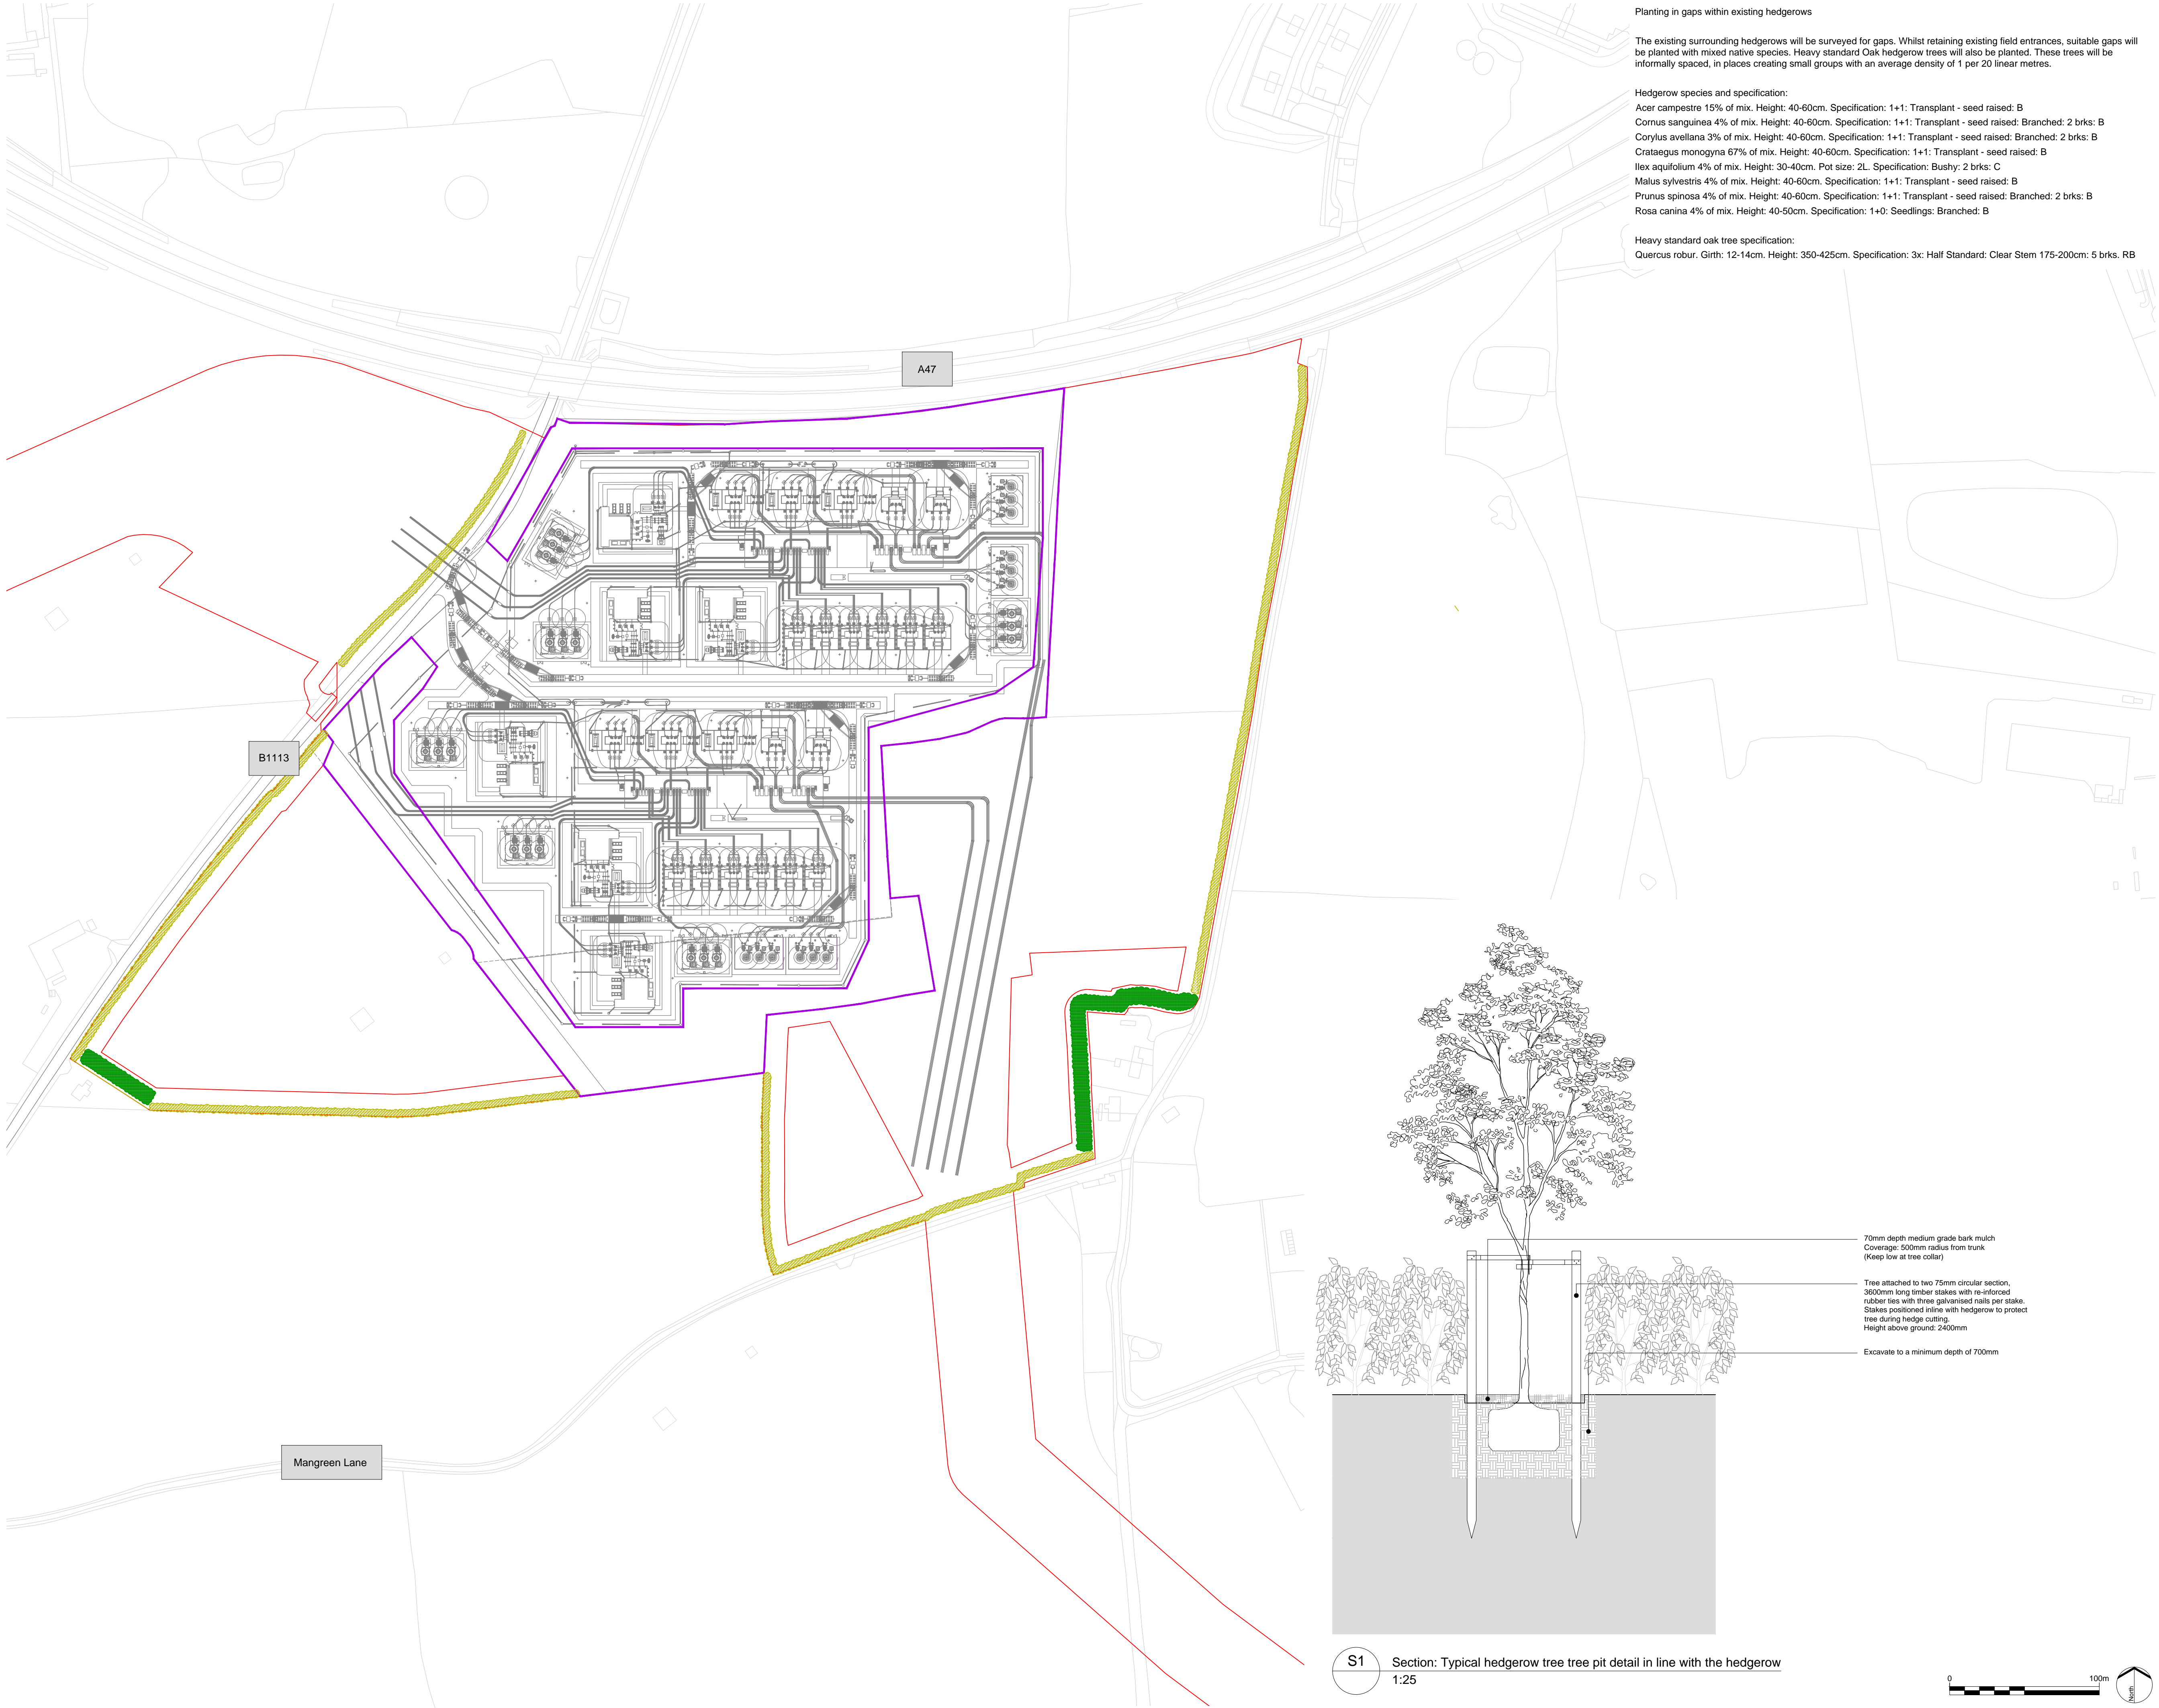 Planting in gaps within existing hedgerows
The existing surrounding hedgerows will be surveyed for gaps. Whilst retaining existing field entrances, suitable gaps will
be planted with mixed native species. Heavy standard Oak hedgerow trees will also be planted. These trees will be
informally spaced, in places creating small groups with an average density of 1 per 20 linear metres.
Hedgerow species and specification:
Acer campestre 15% of mix. Height: 40-60cm. Specification: 1+1: Transplant - seed raised: B
Cornus sanguinea 4% of mix. Height: 40-60cm. Specification: 1+1: Transplant - seed raised: Branched: 2 brks: B
Corylus avellana 3% of mix. Height: 40-60cm. Specification: 1+1: Transplant - seed raised: Branched: 2 brks: B
Crataegus monogyna 67% of mix. Height: 40-60cm. Specification: 1+1: Transplant - seed raised: B
Ilex aquifolium 4% of mix. Height: 30-40cm. Pot size: 2L. Specification: Bushy: 2 brks: C
Malus sylvestris 4% of mix. Height: 40-60cm. Specification: 1+1: Transplant - seed raised: B
Prunus spinosa 4% of mix. Height: 40-60cm. Specification: 1+1: Transplant - seed raised: Branched: 2 brks: B
Rosa canina 4% of mix. Height: 40-50cm. Specification: 1+0: Seedlings: Branched: B
Heavy standard oak tree specification:
Quercus robur. Girth: 12-14cm. Height: 350-425cm. Specification: 3x: Half Standard: Clear Stem 175-200cm: 5 brks. RB
A47
B1113
Mangreen Lane
70mm depth medium grade bark mulch
Coverage: 500mm radius from trunk
(Keep low at tree collar)
Tree attached to two 75mm circular section,
3600mm long timber stakes with re-inforced
rubber ties with three galvanised nails per stake.
Stakes positioned inline with hedgerow to protect
tree during hedge cutting.
Height above ground: 2400mm
Excavate to a minimum depth of 700mm
S1
Section: Typical hedgerow tree tree pit detail in line with the hedgerow
1:25
0
100m
North